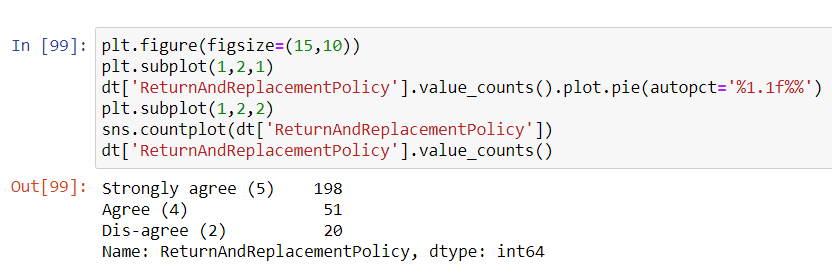 In [99]: plt.figure(figsize=(15,10))
plt.subplot(1,2,1)
dt['ReturnAndReplacementPolicy'].value_counts().plot.pie(autopct='%1.1f%%')
plt.subplot(1,2,2)
sns.countplot(dt['ReturnAndReplacementPolicy'])
dt['ReturnAndReplacementPolicy'].value_counts()
Out[99]: Strongly agree (5)    198
Agree (4)              51
Dis-agree (2)          20
Name: ReturnAndReplacementPolicy, dtype: int64